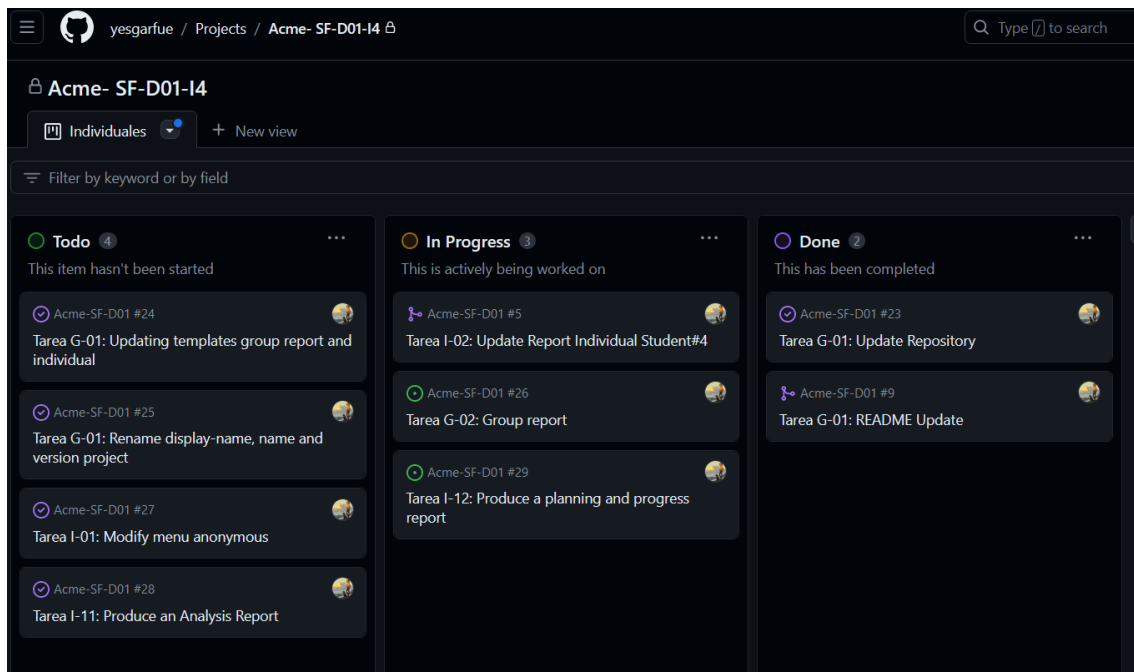 yesgarfue / Projects / Acme- SF-D01-I4
Type / to search
Acme- SF-D01-I4
Individuales
+ New view
Filter by keyword or by field
Todo 4
This item hasn't been started
Acme-SF-D01 #24
Tarea G-01: Updating templates group report and
individual
Acme-SF-D01 #25
Tarea G-01: Rename display-name, name and
version project
Acme-SF-D01 #27
Tarea I-01: Modify menu anonymous
Acme-SF-D01 #28
Tarea I-11: Produce an Analysis Report
In Progress 3
This is actively being worked on
Acme-SF-D01 #5
Tarea I-02: Update Report Individual Student#4
Acme-SF-D01 #26
Tarea G-02: Group report
Acme-SF-D01 #29
Tarea I-12: Produce a planning and progress
report
Done 2
This has been completed
Acme-SF-D01 #23
Tarea G-01: Update Repository
Acme-SF-D01 #9
Tarea G-01: README Update